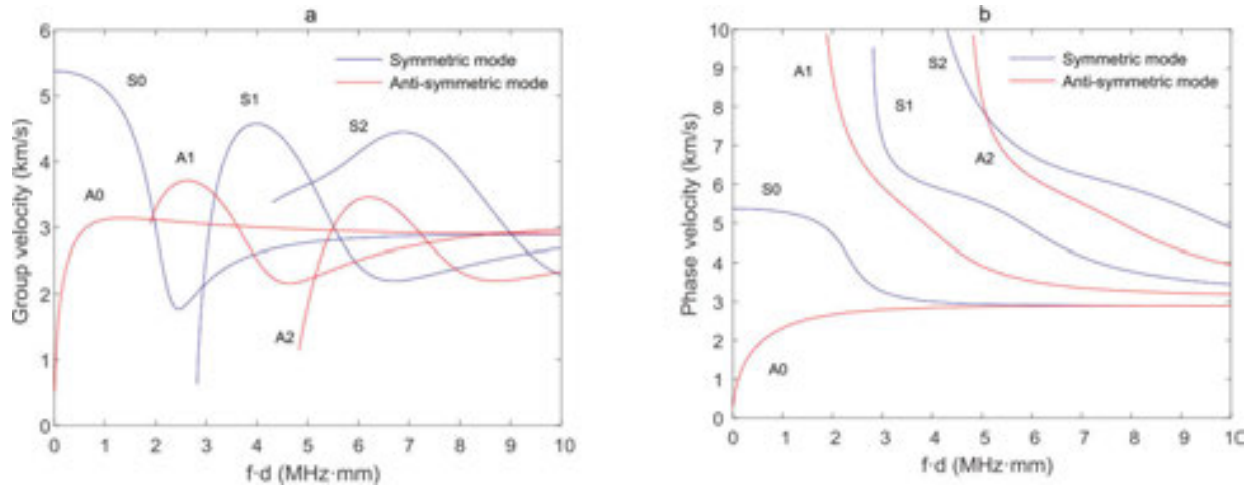 a
6
5
4
3
2
1
0
Group velocity (km/s)
Symmetric mode
Anti-symmetric mode
S0
A0
A1
S1
S2
A2
0 1 2 3 4 5 6 7 8 9 10
f·d (MHz·mm)
b
10
9
8
7
6
5
4
3
2
1
0
Phase velocity (km/s)
Symmetric mode
Anti-symmetric mode
A1
S1
S2
A2
S0
A0
0 1 2 3 4 5 6 7 8 9 10
f·d (MHz·mm)